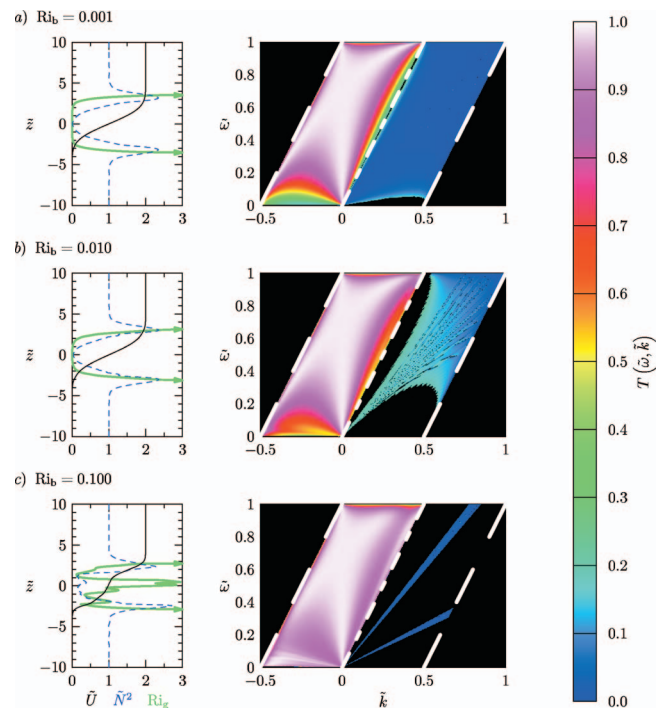 a) Ri_b = 0.001
10
5
0
−5
−10
z̃
0 1 2 3
1
0.8
0.6
0.4
0.2
0
ω̃
−0.5 0 0.5 1
b) Ri_b = 0.010
10
5
0
−5
−10
z̃
0 1 2 3
1
0.8
0.6
0.4
0.2
0
ω̃
−0.5 0 0.5 1
c) Ri_b = 0.100
10
5
0
−5
−10
z̃
0 1 2 3
Ũ Ñ² Ri_g
1
0.8
0.6
0.4
0.2
0
ω̃
−0.5 0 0.5 1
k̃
1.0
0.9
0.8
0.7
0.6
0.5
0.4
0.3
0.2
0.1
0.0
T (ω̃, k̃)